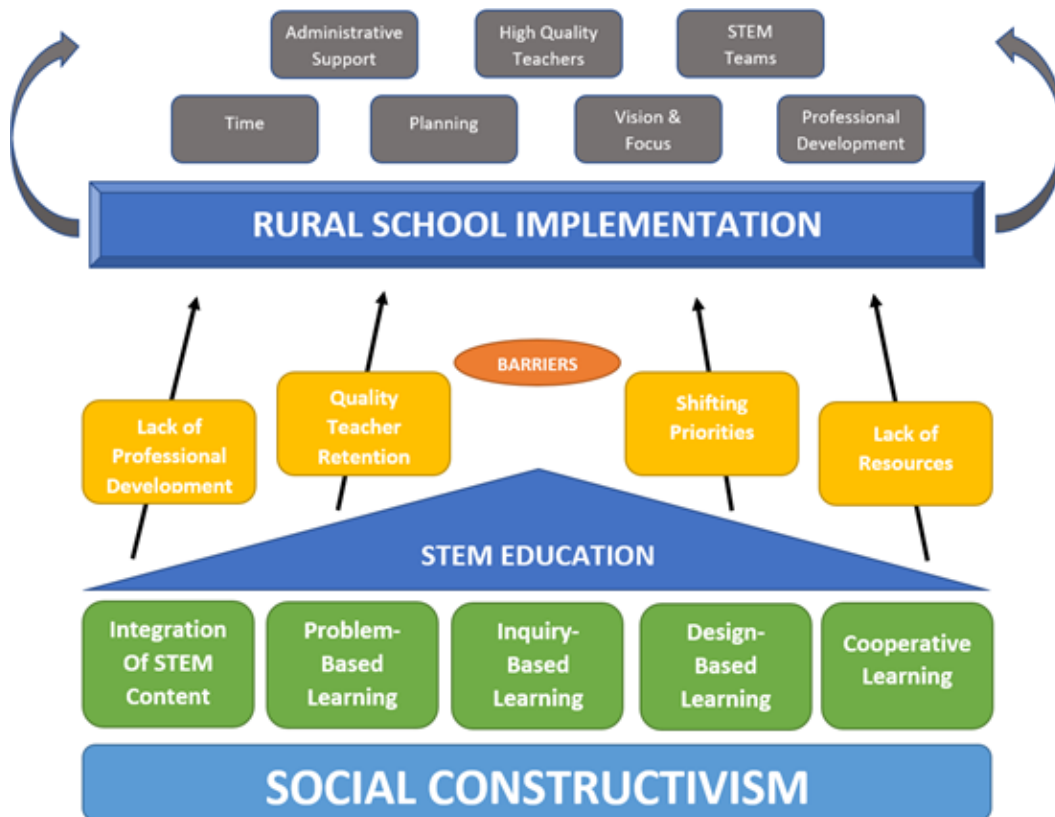 Administrative
Support
High Quality
Teachers
STEM
Teams
Time
Planning
Vision &
Focus
Professional
Development
RURAL SCHOOL IMPLEMENTATION
BARRIERS
Lack of
Professional
Development
Quality
Teacher
Retention
Shifting
Priorities
Lack of
Resources
STEM EDUCATION
Integration
Of STEM
Content
Problem-
Based
Learning
Inquiry-
Based
Learning
Design-
Based
Learning
Cooperative
Learning
SOCIAL CONSTRUCTIVISM